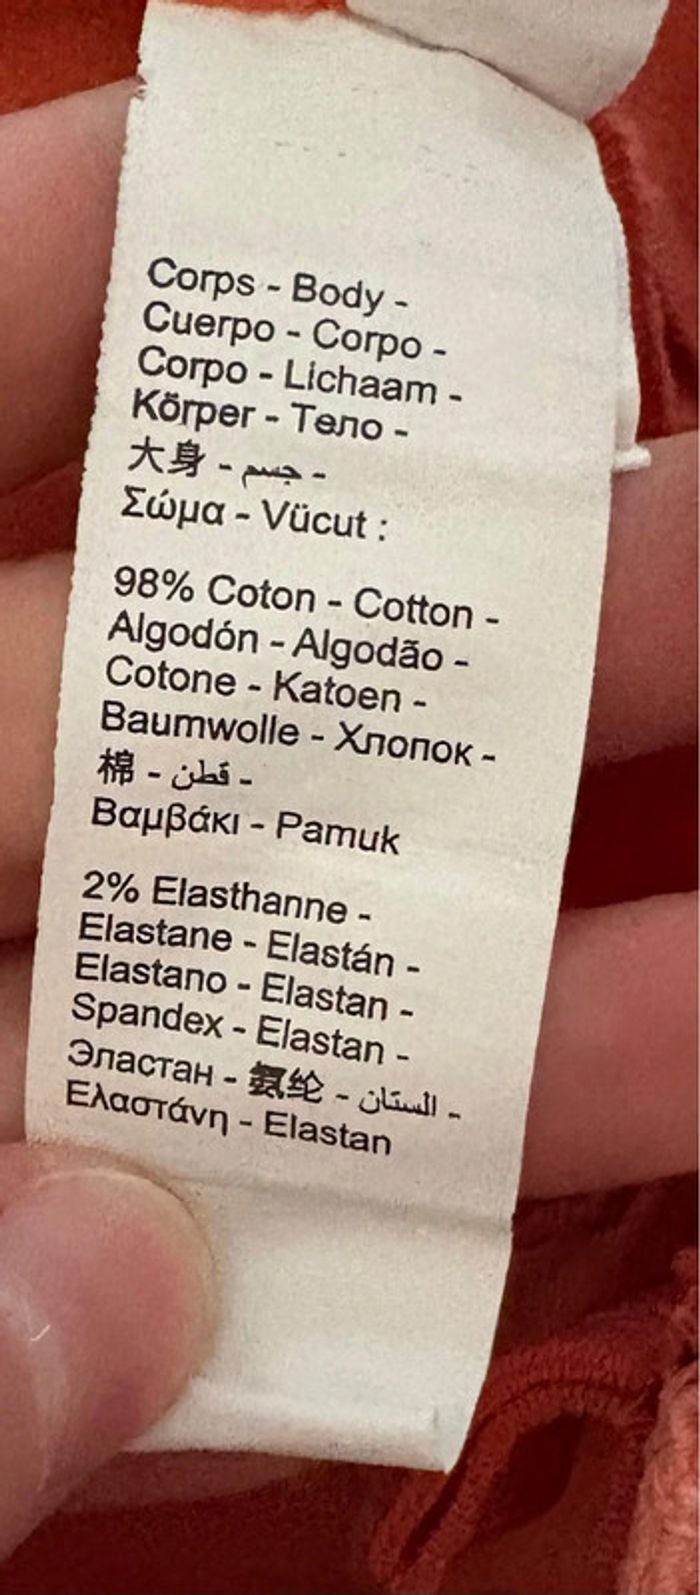 Corps - Body -
Cuerpo - Corpo -
Corpo - Lichaam -
Körper - Тело -
大身 - جسم -
Σώμα - Vücut :
98% Coton - Cotton -
Algodón - Algodão -
Cotone - Katoen -
Baumwolle - Хлопок -
棉 - قطن -
Βαμβάκι - Pamuk
2% Elasthanne -
Elastane - Elastán -
Elastano - Elastan -
Spandex - Elastan -
Эластан - 氨纶 - الستان -
Ελαστάνη - Elastan